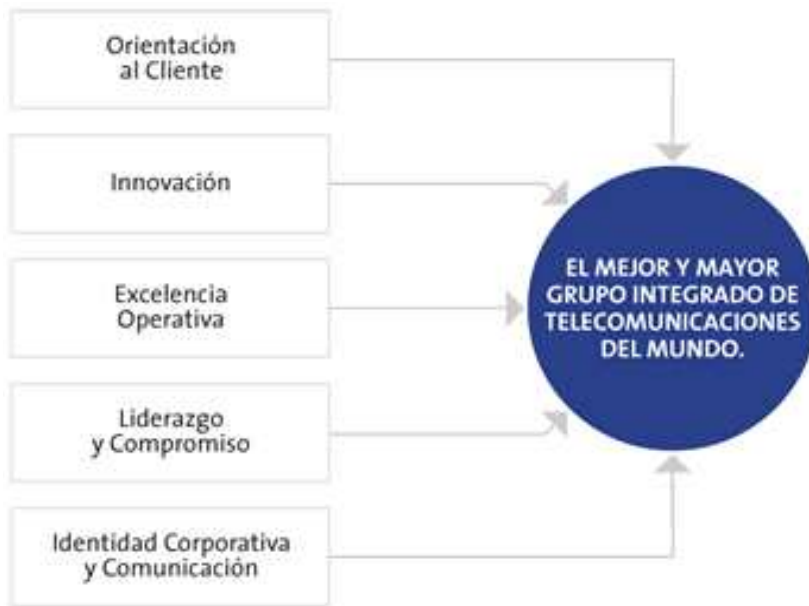 Orientación
al Cliente
Innovación
Excelencia
Operativa
Liderazgo
y Compromiso
Identidad Corporativa
y Comunicación
EL MEJOR Y MAYOR
GRUPO INTEGRADO DE
TELECOMUNICACIONES
DEL MUNDO.